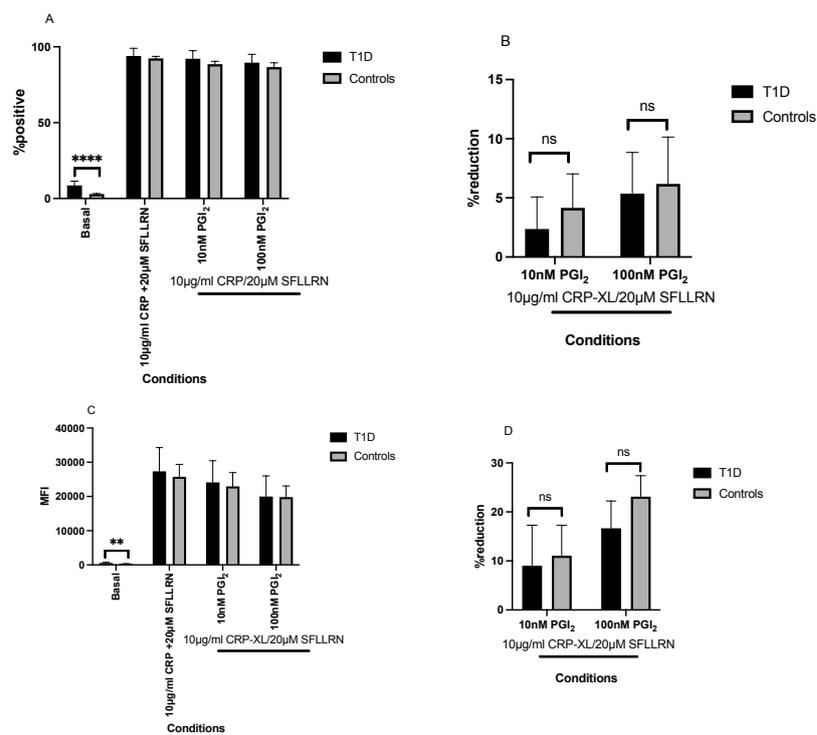 A
100
50
0
%positive
****
T1D
Controls
Basal
10µg/ml CRP +20µM SFLLRN
10nM PGI₂
100nM PGI₂
10µg/ml CRP/20µM SFLLRN
Conditions
B
15
10
5
0
%reduction
ns
ns
T1D
Controls
10nM PGI₂
100nM PGI₂
10µg/ml CRP-XL/20µM SFLLRN
Conditions
C
40000
30000
20000
10000
0
MFI
**
T1D
Controls
Basal
10µg/ml CRP +20µM SFLLRN
10nM PGI₂
100nM PGI₂
10µg/ml CRP-XL/20µM SFLLRN
Conditions
D
30
20
10
0
%reduction
ns
ns
T1D
Controls
10nM PGI₂
100nM PGI₂
10µg/ml CRP-XL/20µM SFLLRN
Conditions